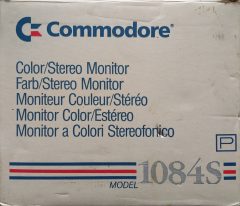 Commodore®
Color/Stereo Monitor
Farb/Stereo Monitor
Moniteur Couleur/Stéréo
Monitor Color/Estéreo
Monitor a Colori Stereofonico
P
MODEL 1084S